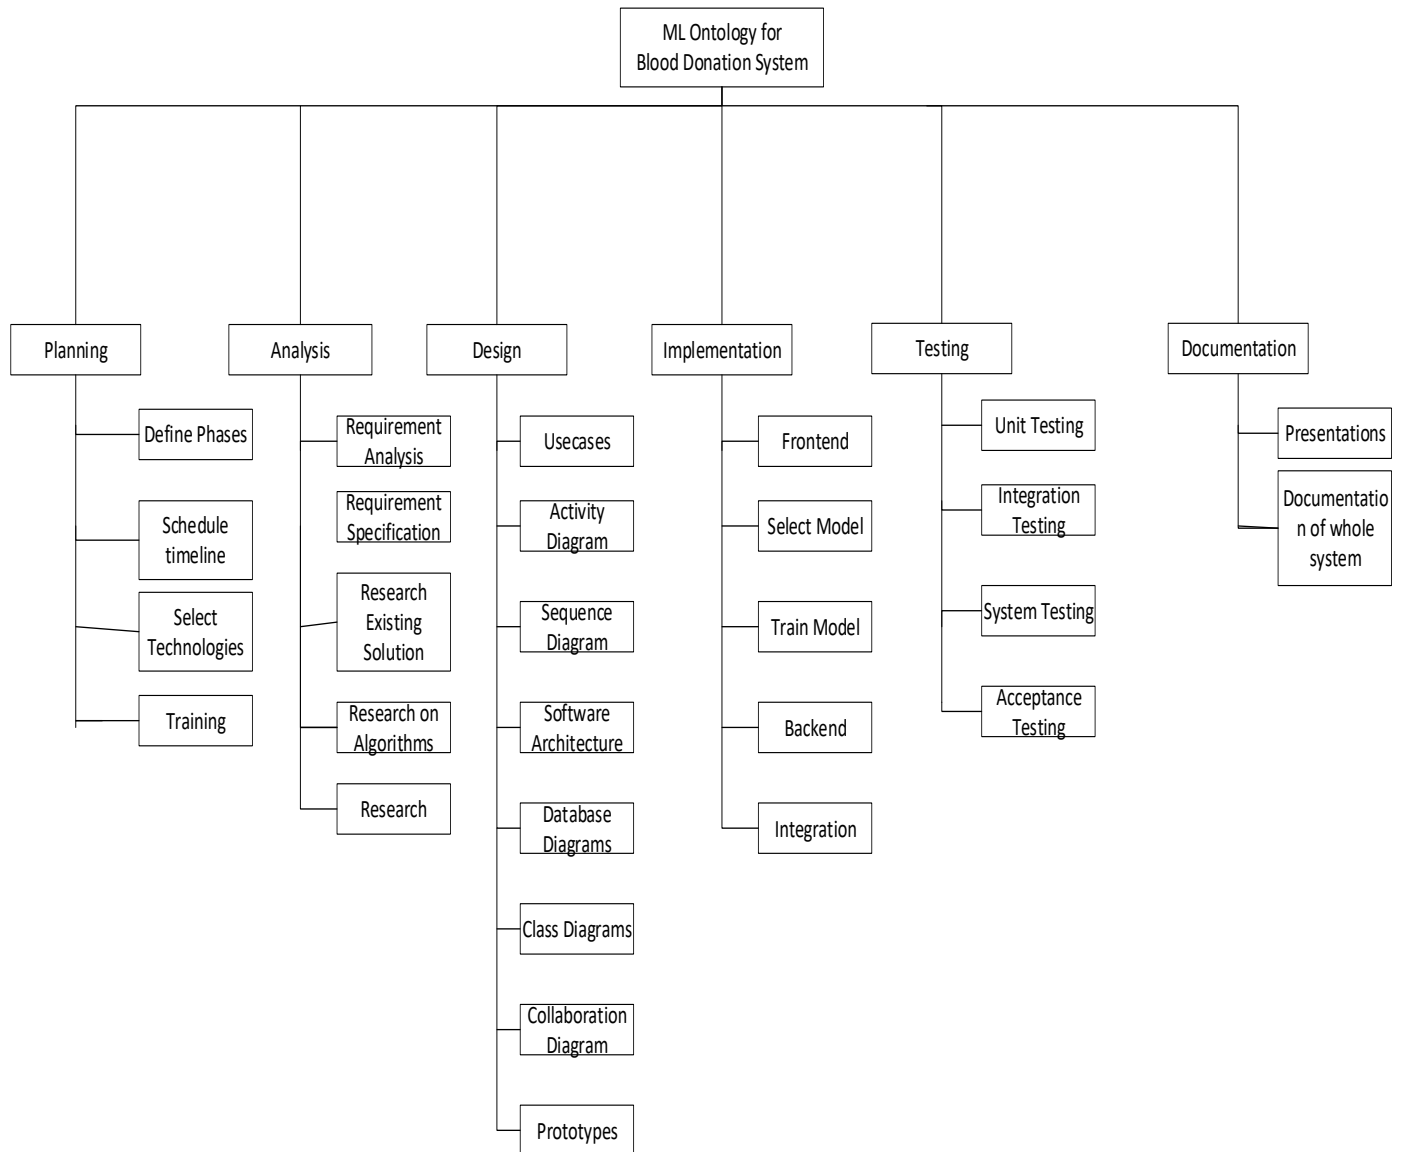 ML Ontology for
Blood Donation System
Planning
Define Phases
Schedule
timeline
Select
Technologies
Training
Analysis
Requirement
Analysis
Requirement
Specification
Research
Existing
Solution
Research on
Algorithms
Research
Design
Usecases
Activity
Diagram
Sequence
Diagram
Software
Architecture
Database
Diagrams
Class Diagrams
Collaboration
Diagram
Prototypes
Implementation
Frontend
Select Model
Train Model
Backend
Integration
Testing
Unit Testing
Integration
Testing
System Testing
Acceptance
Testing
Documentation
Presentations
Documentatio
n of whole
system